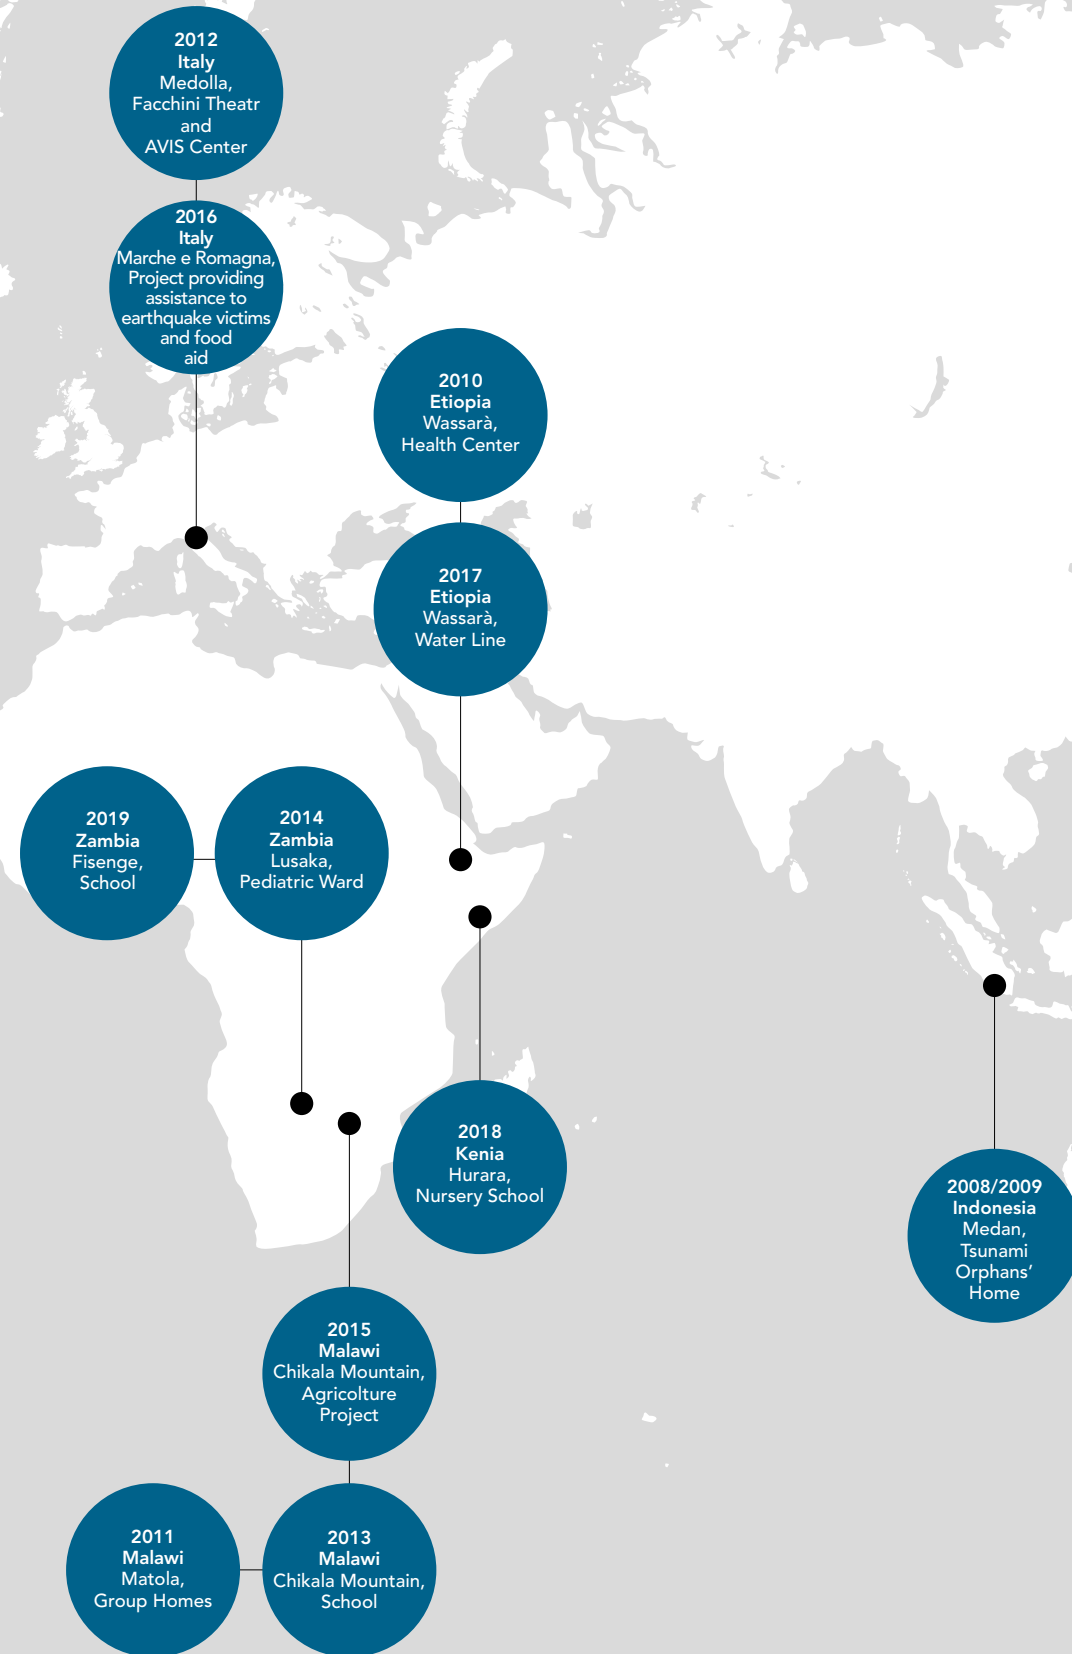 2012
Italy
Medolla,
Facchini Theatr
and
AVIS Center
2016
Italy
Marche e Romagna,
Project providing
assistance to
earthquake victims
and food
aid
2010
Etiopia
Wassarà,
Health Center
2017
Etiopia
Wassarà,
Water Line
2019
Zambia
Fisenge,
School
2014
Zambia
Lusaka,
Pediatric Ward
2018
Kenia
Hurara,
Nursery School
2008/2009
Indonesia
Medan,
Tsunami
Orphans’
Home
2015
Malawi
Chikala Mountain,
Agricolture
Project
2011
Malawi
Matola,
Group Homes
2013
Malawi
Chikala Mountain,
School